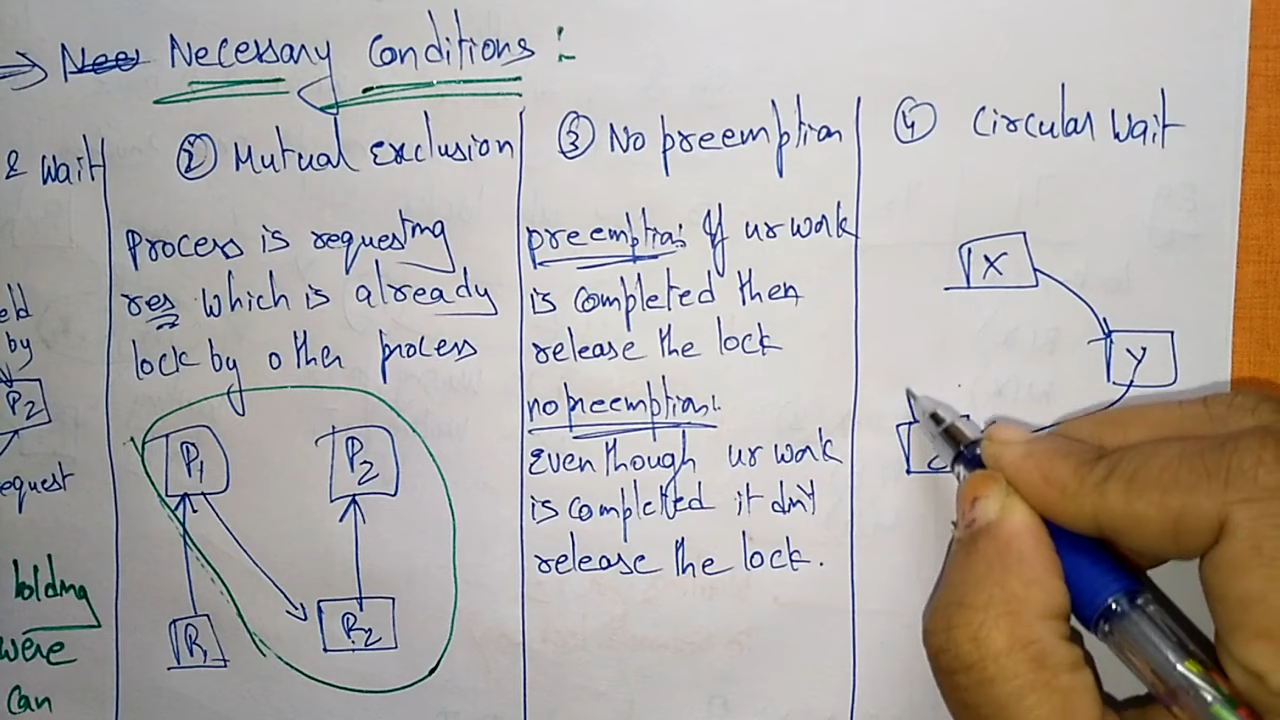 ⇒ Necessary Conditions :
& wait
eld
by
P2
equest
holding
were
can
② Mutual Exclusion
Process is requesting
res which is already
lock by other process
P1 P2
R1 R2
③ No preemption
preemption: If ur work
is completed then
release the lock
no preemption:
Even though ur work
is completed it don't
release the lock.
④ Circular wait
X
Y